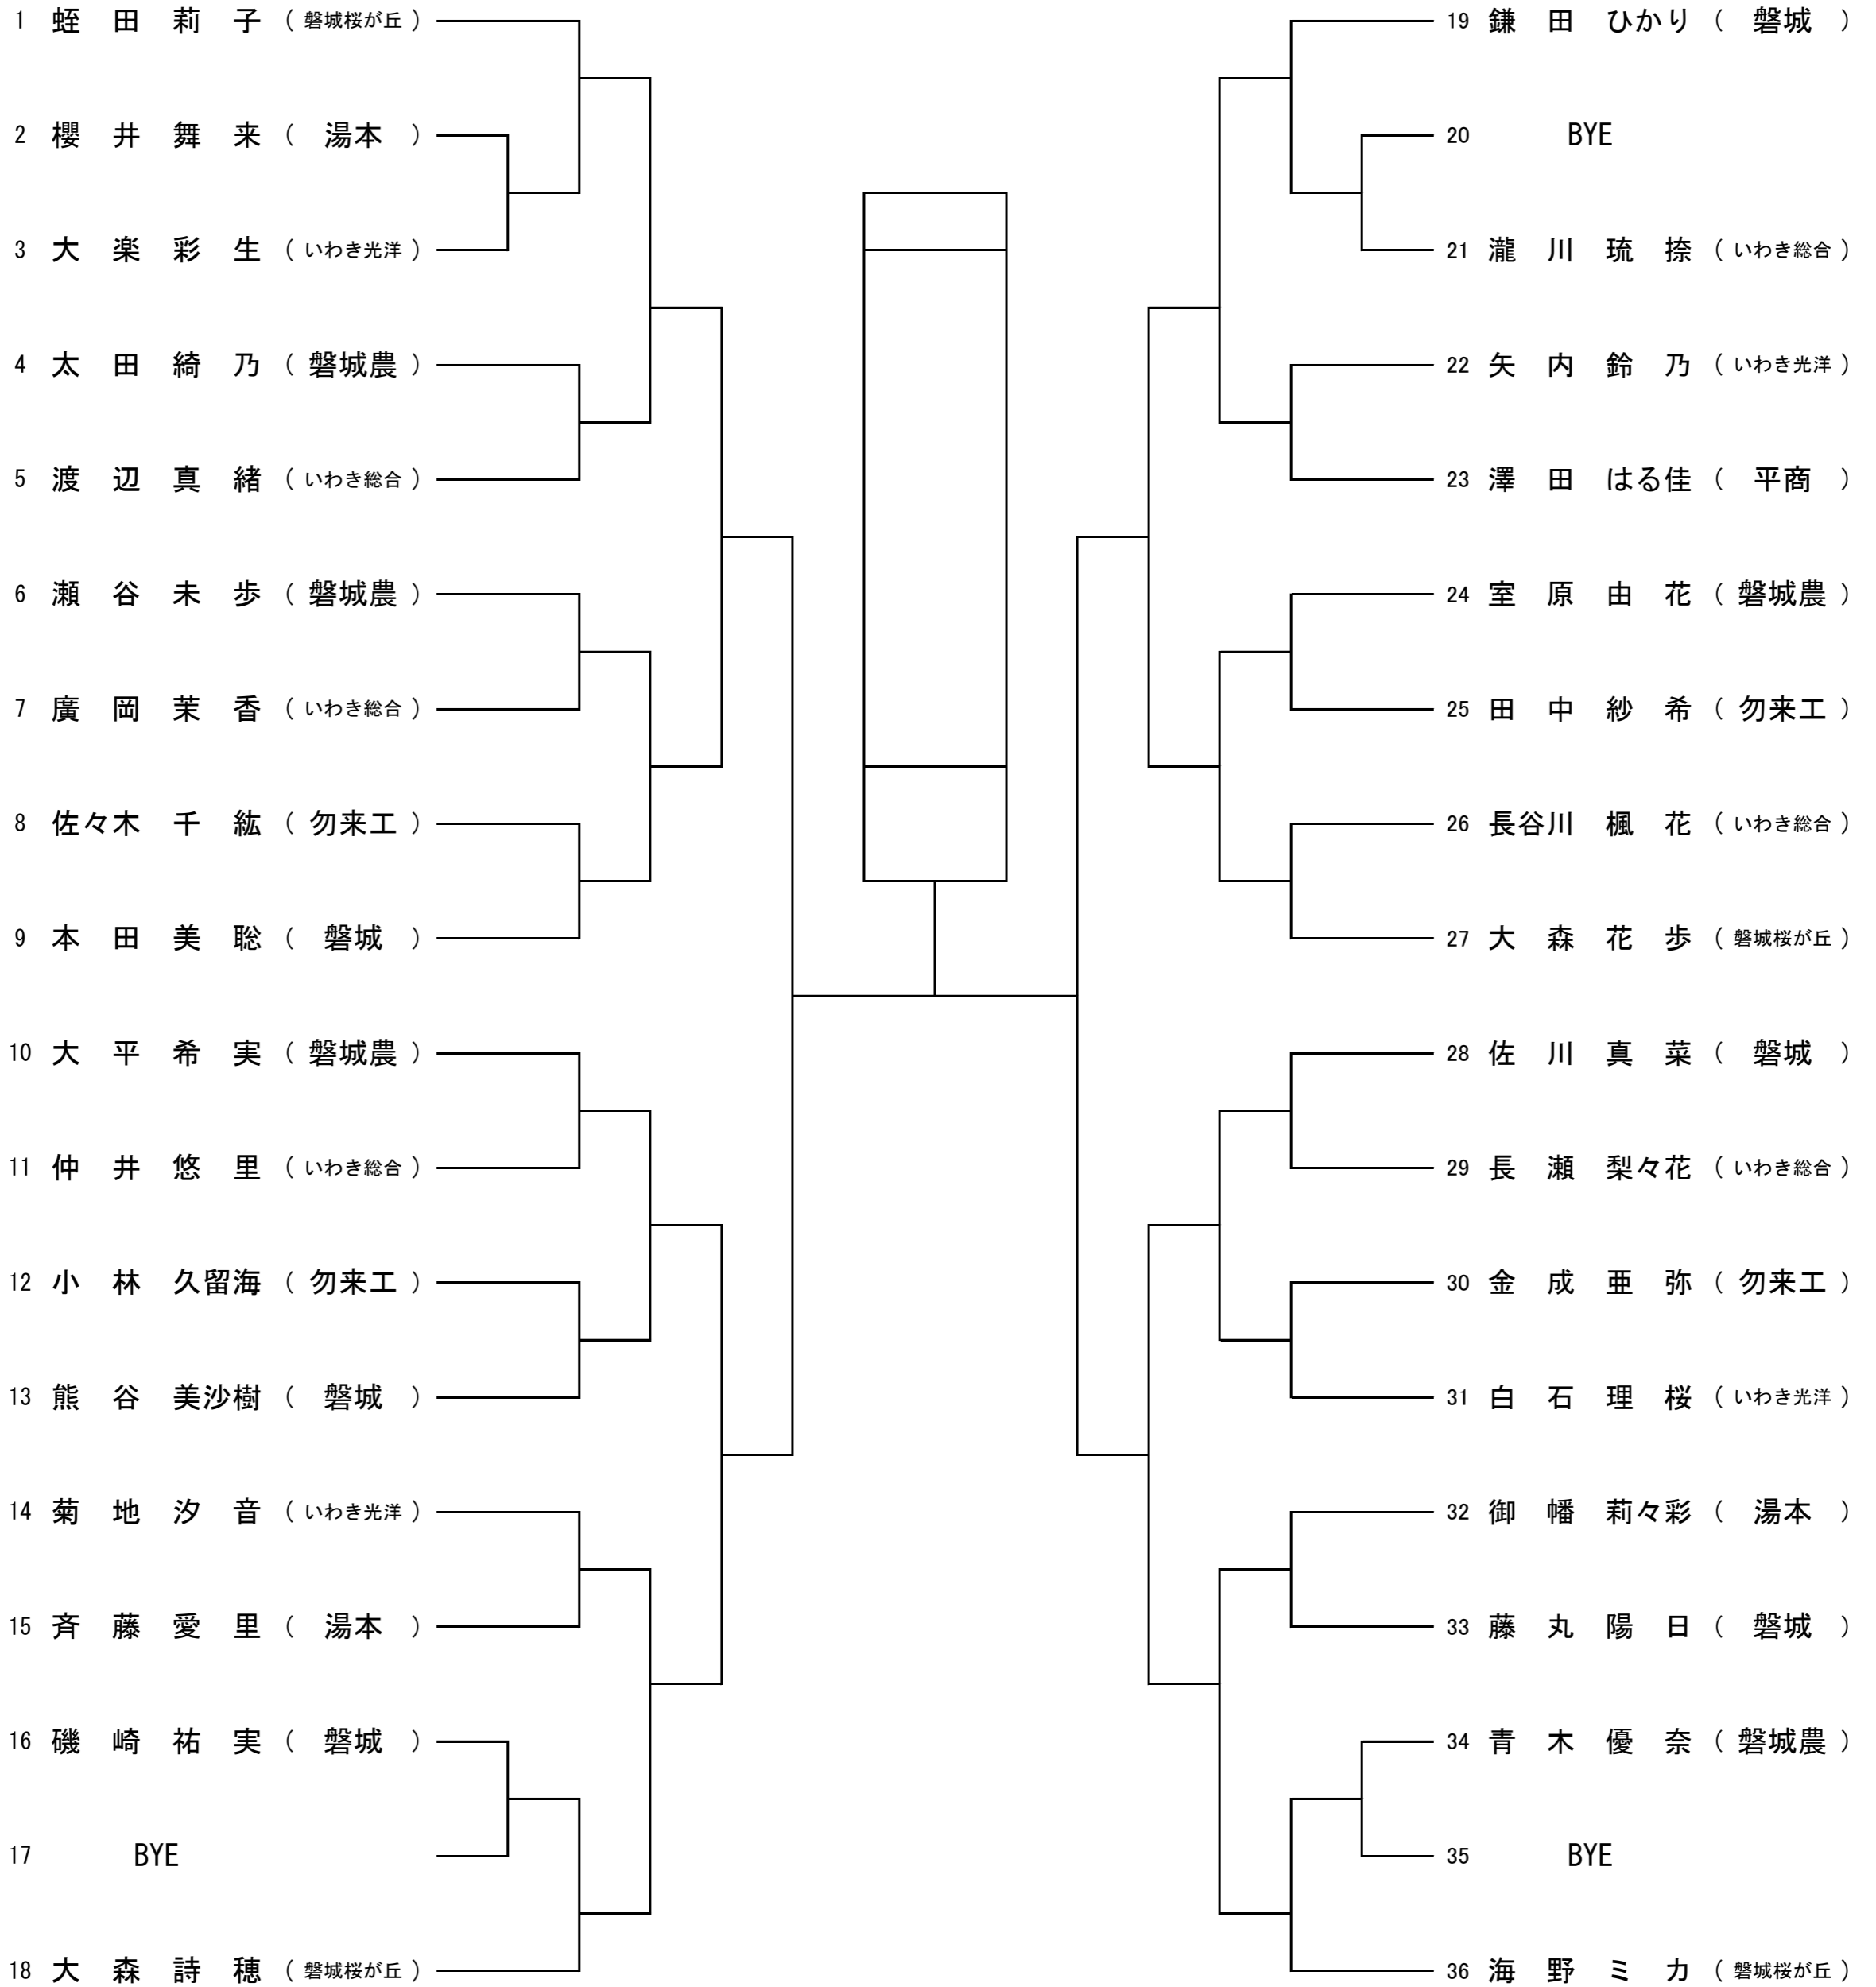 1 蛭田莉子 ( 磐城桜が丘 )
2 櫻井舞来 ( 湯本 )
3 大楽彩生 ( いわき光洋 )
4 太田綺乃 ( 磐城農 )
5 渡辺真緒 ( いわき総合 )
6 瀬谷未歩 ( 磐城農 )
7 廣岡茉香 ( いわき総合 )
8 佐々木千紘 ( 勿来工 )
9 本田美聡 ( 磐城 )
10 大平希実 ( 磐城農 )
11 仲井悠里 ( いわき総合 )
12 小林久留海 ( 勿来工 )
13 熊谷美沙樹 ( 磐城 )
14 菊地汐音 ( いわき光洋 )
15 斉藤愛里 ( 湯本 )
16 磯崎祐実 ( 磐城 )
17 BYE
18 大森詩穂 ( 磐城桜が丘 )
19 鎌田ひかり ( 磐城 )
20 BYE
21 瀧川琉捺 ( いわき総合 )
22 矢内鈴乃 ( いわき光洋 )
23 澤田はる佳 ( 平商 )
24 室原由花 ( 磐城農 )
25 田中紗希 ( 勿来工 )
26 長谷川楓花 ( いわき総合 )
27 大森花歩 ( 磐城桜が丘 )
28 佐川真菜 ( 磐城 )
29 長瀬梨々花 ( いわき総合 )
30 金成亜弥 ( 勿来工 )
31 白石理桜 ( いわき光洋 )
32 御幡莉々彩 ( 湯本 )
33 藤丸陽日 ( 磐城 )
34 青木優奈 ( 磐城農 )
35 BYE
36 海野ミカ ( 磐城桜が丘 )